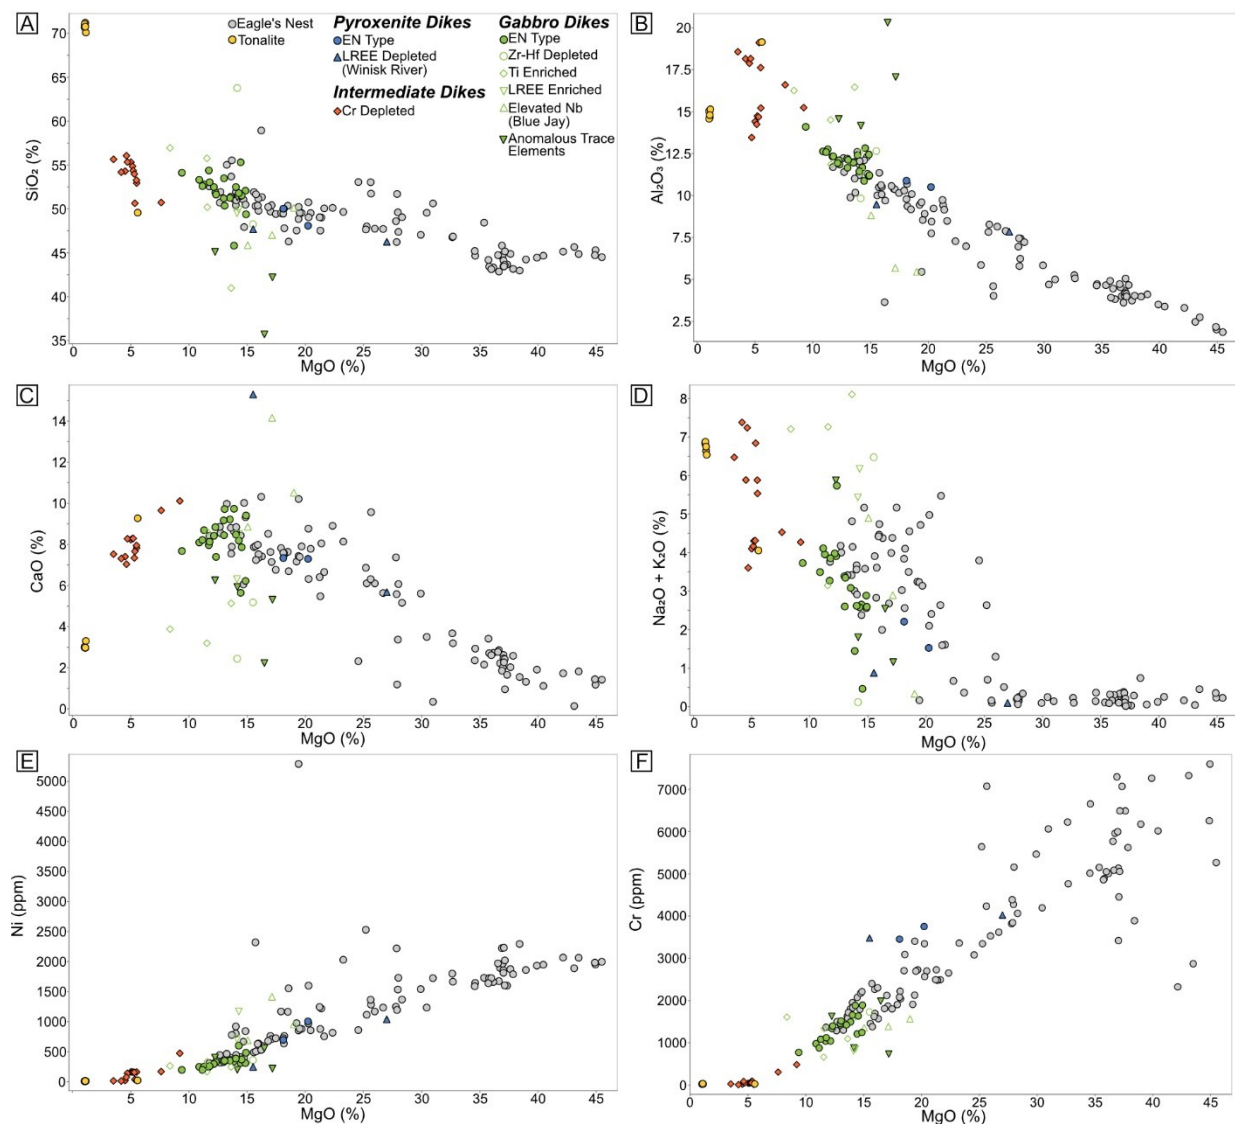 A
Eagle's Nest
Tonalite
Pyroxenite Dikes
EN Type
LREE Depleted
(Winisk River)
Intermediate Dikes
Cr Depleted
Gabbro Dikes
EN Type
Zr-Hf Depleted
Ti Enriched
LREE Enriched
Elevated Nb
(Blue Jay)
Anomalous Trace
Elements
SiO₂ (%)
70
65
60
55
50
45
40
35
0 5 10 15 20 25 30 35 40 45
MgO (%)
B
Al₂O₃ (%)
20
17.5
15
12.5
10
7.5
5
2.5
0 5 10 15 20 25 30 35 40 45
MgO (%)
C
CaO (%)
14
12
10
8
6
4
2
0
0 5 10 15 20 25 30 35 40 45
MgO (%)
D
Na₂O + K₂O (%)
8
7
6
5
4
3
2
1
0
0 5 10 15 20 25 30 35 40 45
MgO (%)
E
Ni (ppm)
5000
4500
4000
3500
3000
2500
2000
1500
1000
500
0
0 5 10 15 20 25 30 35 40 45
MgO (%)
F
Cr (ppm)
7000
6000
5000
4000
3000
2000
1000
0
0 5 10 15 20 25 30 35 40 45
MgO (%)